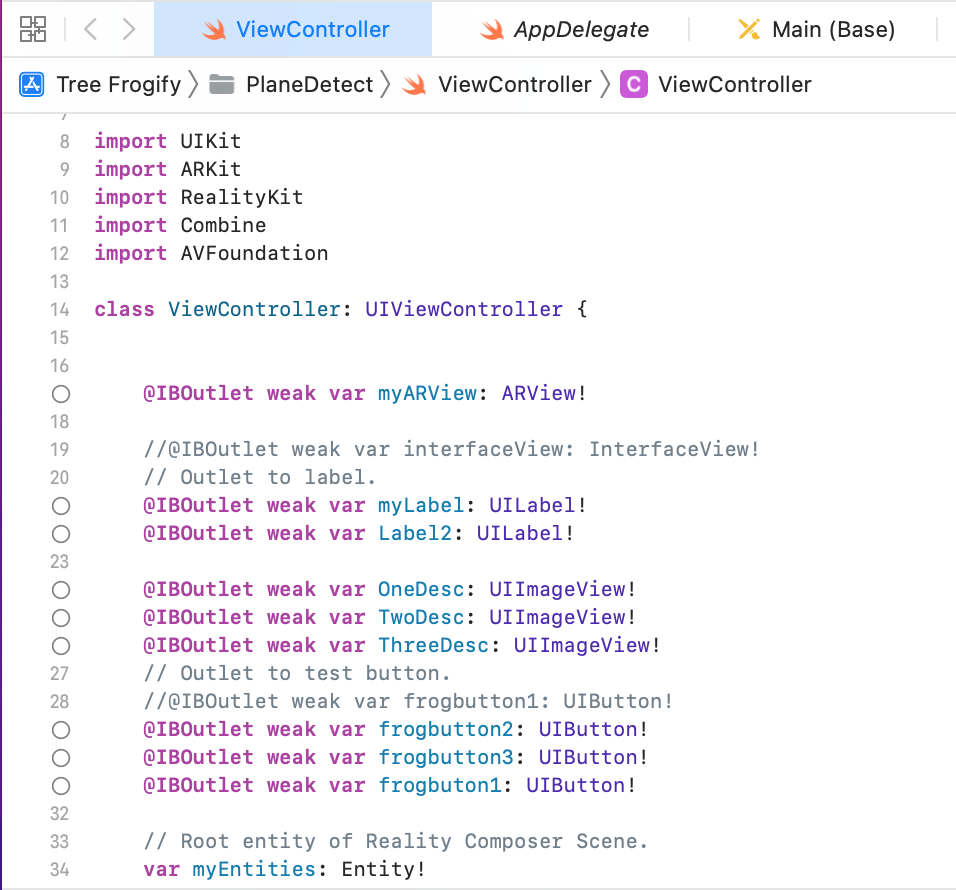 ViewController AppDelegate Main (Base)
Tree Frogify PlaneDetect ViewController C ViewController
8 import UIKit
9 import ARKit
10 import RealityKit
11 import Combine
12 import AVFoundation
13
14 class ViewController: UIViewController {
15
16
@IBOutlet weak var myARView: ARView!
18
19 //@IBOutlet weak var interfaceView: InterfaceView!
20 // Outlet to label.
@IBOutlet weak var myLabel: UILabel!
@IBOutlet weak var Label2: UILabel!
23
@IBOutlet weak var OneDesc: UIImageView!
@IBOutlet weak var TwoDesc: UIImageView!
@IBOutlet weak var ThreeDesc: UIImageView!
27 // Outlet to test button.
28 //@IBOutlet weak var frogbutton1: UIButton!
@IBOutlet weak var frogbutton2: UIButton!
@IBOutlet weak var frogbutton3: UIButton!
@IBOutlet weak var frogbuton1: UIButton!
32
33 // Root entity of Reality Composer Scene.
34 var myEntities: Entity!